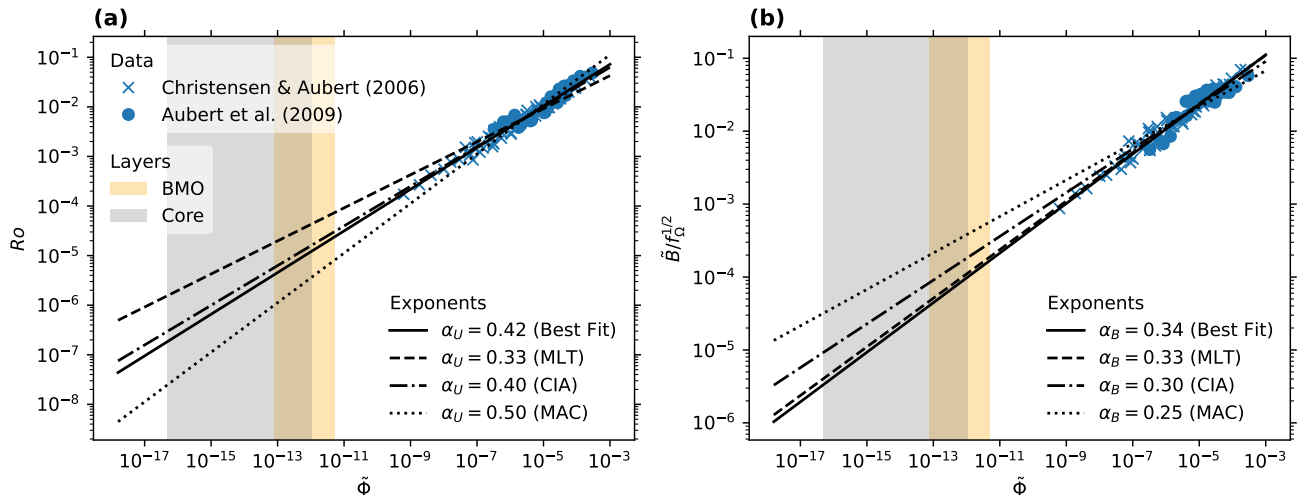 (a)
10⁻¹
10⁻²
10⁻³
10⁻⁴
10⁻⁵
10⁻⁶
10⁻⁷
10⁻⁸
Ro
Data
Christensen & Aubert (2006)
Aubert et al. (2009)
Layers
BMO
Core
Exponents
α_U = 0.42 (Best Fit)
α_U = 0.33 (MLT)
α_U = 0.40 (CIA)
α_U = 0.50 (MAC)
10⁻¹⁷ 10⁻¹⁵ 10⁻¹³ 10⁻¹¹ 10⁻⁹ 10⁻⁷ 10⁻⁵ 10⁻³
Φ̃
(b)
10⁻¹
10⁻²
10⁻³
10⁻⁴
10⁻⁵
10⁻⁶
B̃/f_Ω^{1/2}
Exponents
α_B = 0.34 (Best Fit)
α_B = 0.33 (MLT)
α_B = 0.30 (CIA)
α_B = 0.25 (MAC)
10⁻¹⁷ 10⁻¹⁵ 10⁻¹³ 10⁻¹¹ 10⁻⁹ 10⁻⁷ 10⁻⁵ 10⁻³
Φ̃